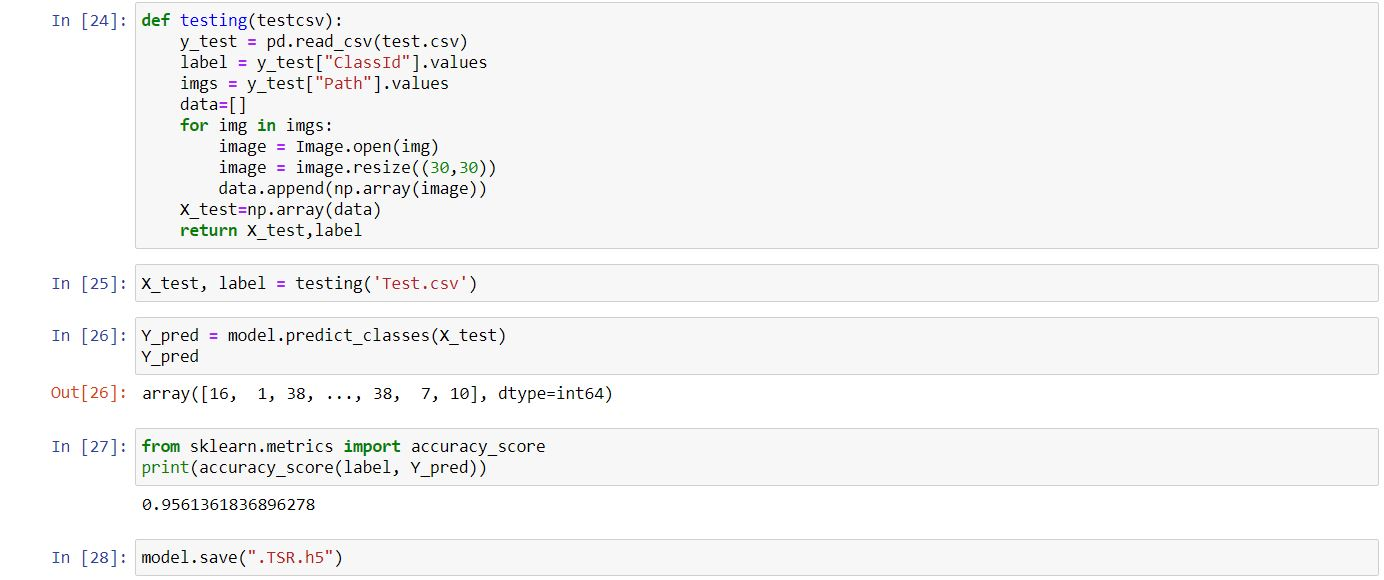 In [24]: def testing(testcsv):
    y_test = pd.read_csv(test.csv)
    label = y_test["ClassId"].values
    imgs = y_test["Path"].values
    data=[]
    for img in imgs:
        image = Image.open(img)
        image = image.resize((30,30))
        data.append(np.array(image))
    X_test=np.array(data)
    return X_test,label
In [25]: X_test, label = testing('Test.csv')
In [26]: Y_pred = model.predict_classes(X_test)
Y_pred
Out[26]: array([16,  1, 38, ..., 38,  7, 10], dtype=int64)
In [27]: from sklearn.metrics import accuracy_score
print(accuracy_score(label, Y_pred))
0.9561361836896278
In [28]: model.save(".TSR.h5")